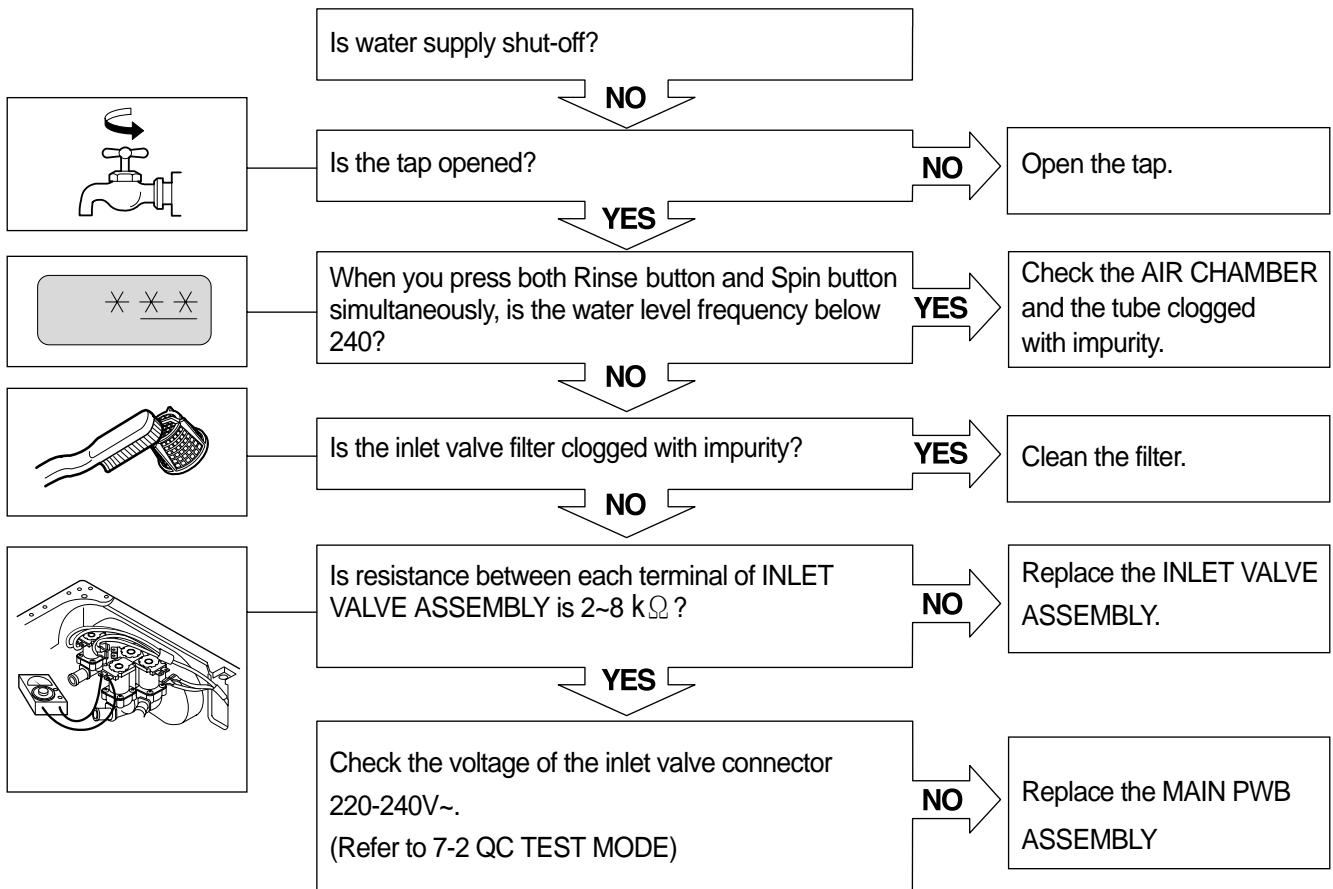 Is water supply shut-off?
NO
Is the tap opened?
NO
Open the tap.
YES
When you press both Rinse button and Spin button
simultaneously, is the water level frequency below
240?
YES
Check the AIR CHAMBER
and the tube clogged
with impurity.
NO
Is the inlet valve filter clogged with impurity?
YES
Clean the filter.
NO
Is resistance between each terminal of INLET
VALVE ASSEMBLY is 2~8 kΩ ?
NO
Replace the INLET VALVE
ASSEMBLY.
YES
Check the voltage of the inlet valve connector
220-240V~.
(Refer to 7-2 QC TEST MODE)
NO
Replace the MAIN PWB
ASSEMBLY